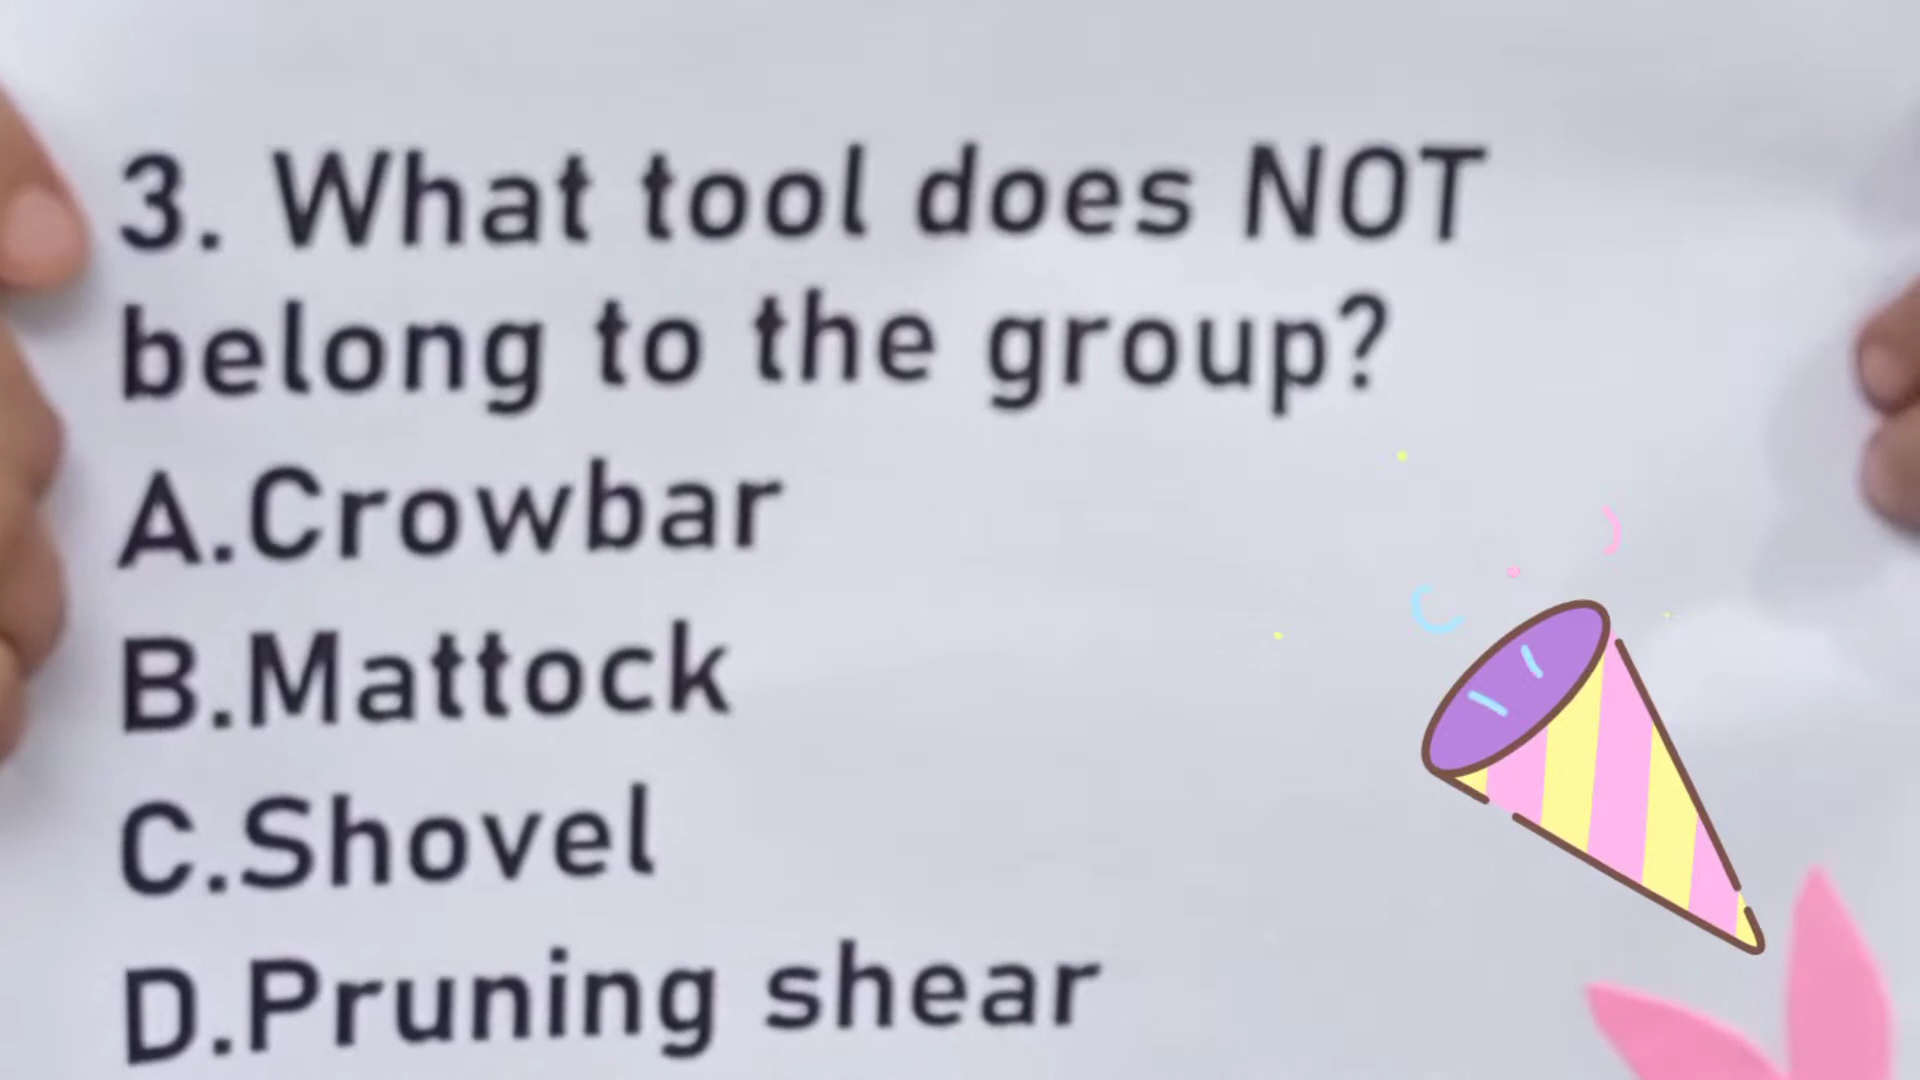 3. What tool does NOT
belong to the group?
A.Crowbar
B.Mattock
C.Shovel
D.Pruning shear